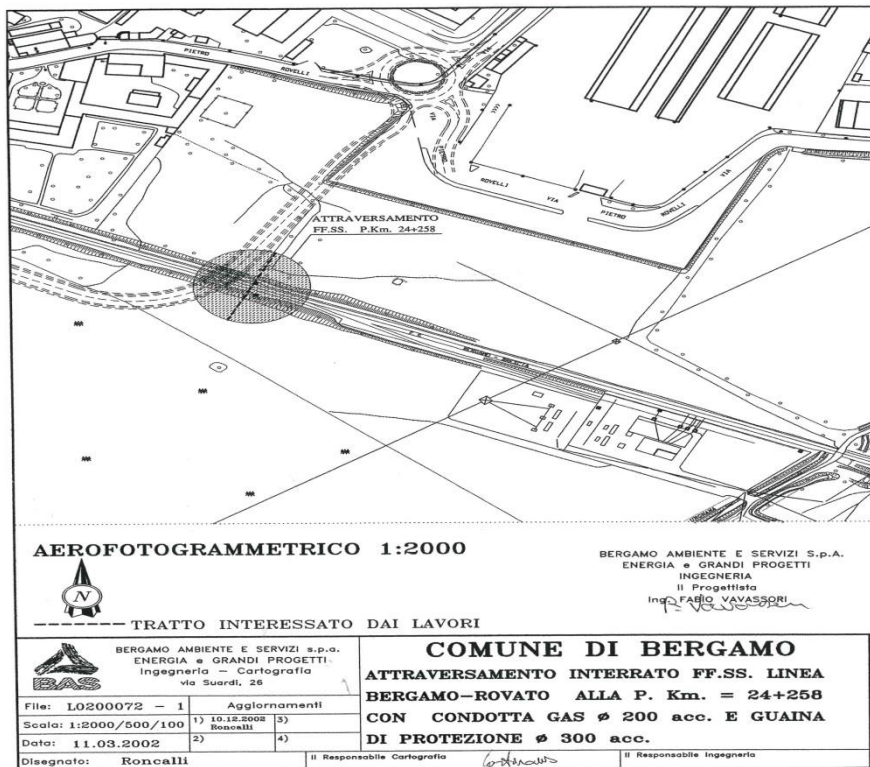 PIETRO
ROVELLI
VIA
VIA
PIETRO
ROVELLI
VIA
PIETRO
ROVELLI
VIA
ATTRAVERSAMENTO
FF.SS. P.Km. 24+258
BERGAMO - BRESCIA
AEROFOTOGRAMMETRICO 1:2000
N
TRATTO INTERESSATO DAI LAVORI
BERGAMO AMBIENTE E SERVIZI S.p.A.
ENERGIA e GRANDI PROGETTI
INGEGNERIA
Il Progettista
Ing. FABIO VAVASSORI
BAS
BERGAMO AMBIENTE E SERVIZI s.p.a.
ENERGIA e GRANDI PROGETTI
Ingegneria - Cartografia
via Suardi, 26
File: L0200072 - 1
Aggiornamenti
Scala: 1:2000/500/100
1) 10.12.2002 Roncalli
3)
Data: 11.03.2002
2)
4)
Disegnato: Roncalli
COMUNE DI BERGAMO
ATTRAVERSAMENTO INTERRATO FF.SS. LINEA
BERGAMO-ROVATO ALLA P. Km. = 24+258
CON CONDOTTA GAS ø 200 acc. E GUAINA
DI PROTEZIONE ø 300 acc.
Il Responsabile Cartografia
Il Responsabile Ingegneria